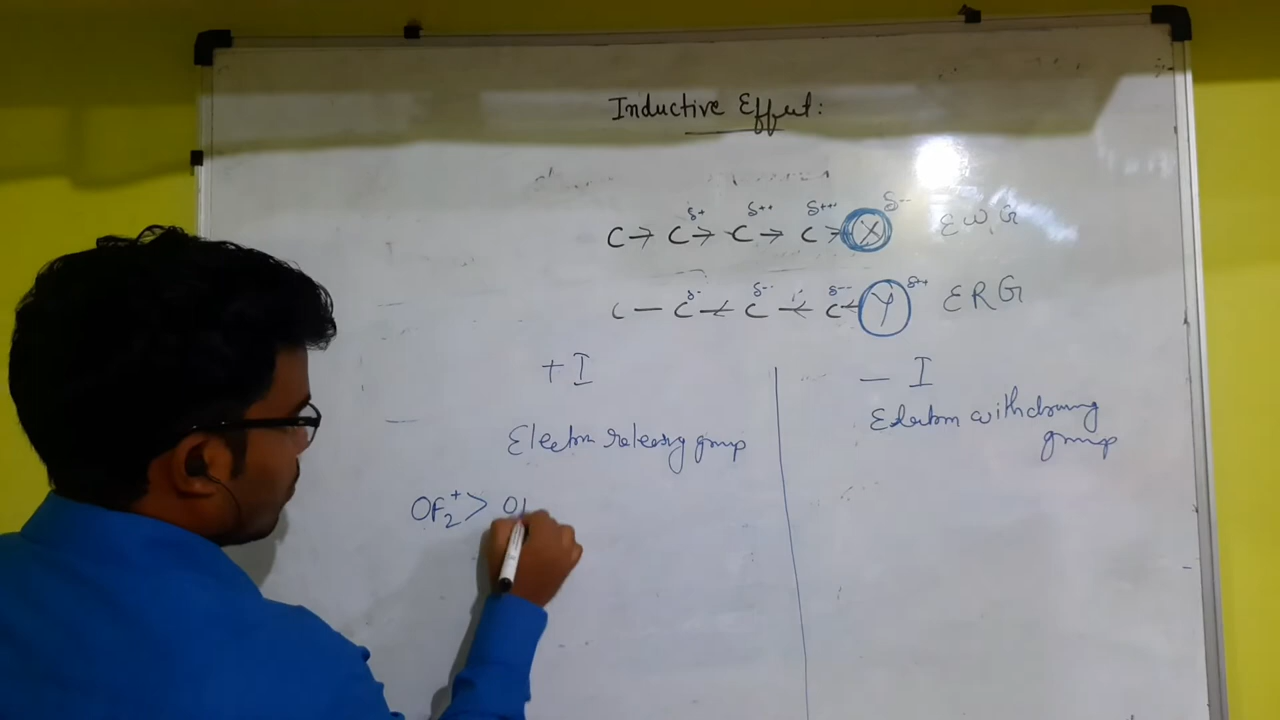 Inductive Effect:
C → C δ+ → C δ++ → C δ+++ → X δ-- EWG
C — C δ- ← C δ-- ← C δ--- ← Y δ++ ERG
+ I
- I
Electron releasing group
Electron withdrawing
group
OF₂⁺ >